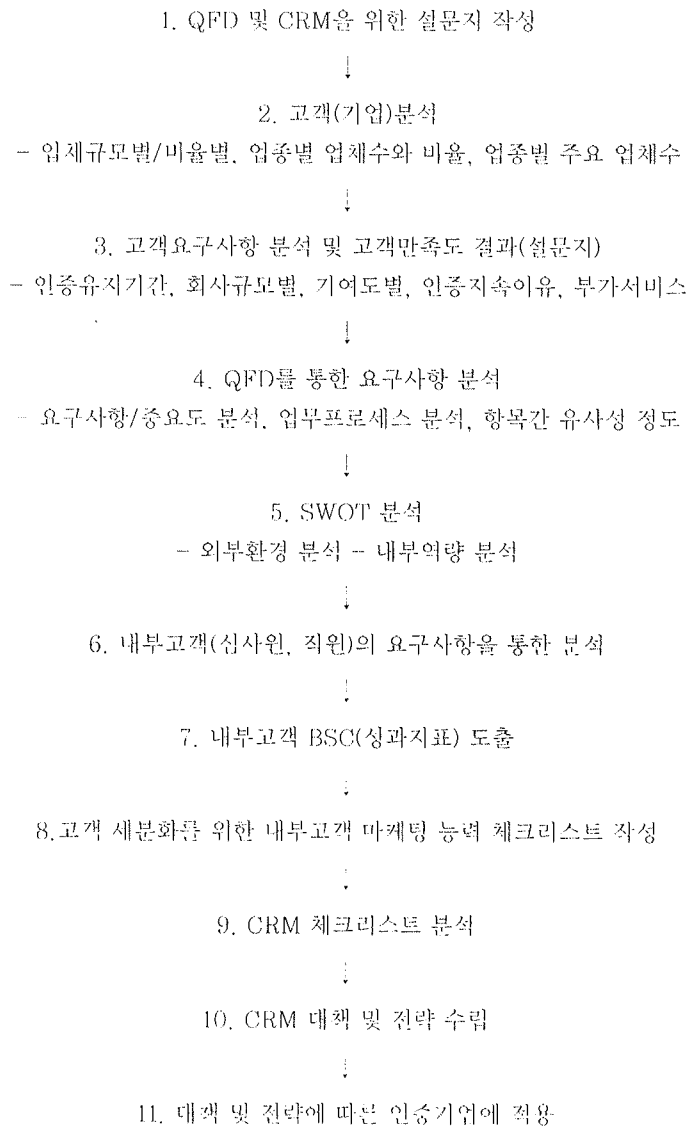 1. QFD 및 CRM을 위한 설문지 작성
↓
2. 고객(기업)분석
- 업체규모별/비율별, 업종별 업체수와 비율, 업종별 주요 업체수
↓
3. 고객요구사항 분석 및 고객만족도 결과(설문지)
- 인증유지기간, 회사규모별, 기여도별, 인증지속이유, 부가서비스
↓
4. QFD를 통한 요구사항 분석
- 요구사항/중요도 분석, 업무프로세스 분석, 항목간 유사성 정도
↓
5. SWOT 분석
- 외부환경 분석 - 내부역량 분석
↓
6. 내부고객(심사원, 직원)의 요구사항을 통한 분석
↓
7. 내부고객 BSC(성과지표) 도출
↓
8.고객 세분화를 위한 내부고객 마케팅 능력 체크리스트 작성
↓
9. CRM 체크리스트 분석
↓
10. CRM 대책 및 전략 수립
↓
11. 대책 및 전략에 따른 인증기업에 적용